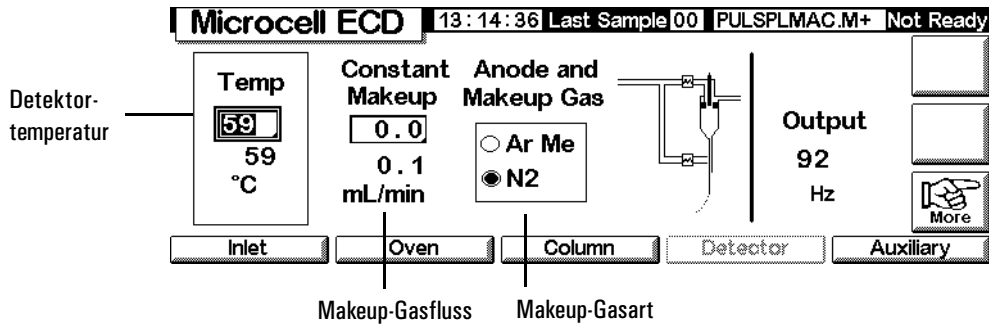 Microcell ECD 13:14:36 Last Sample 00 PULSPLMAC.M+ Not Ready
Detektor-
temperatur
Temp
59
59
°C
Constant
Makeup
0.0
0.1
mL/min
Anode and
Makeup Gas
Ar Me
N2
Output
92
Hz
More
Inlet Oven Column Detector Auxiliary
Makeup-Gasfluss Makeup-Gasart